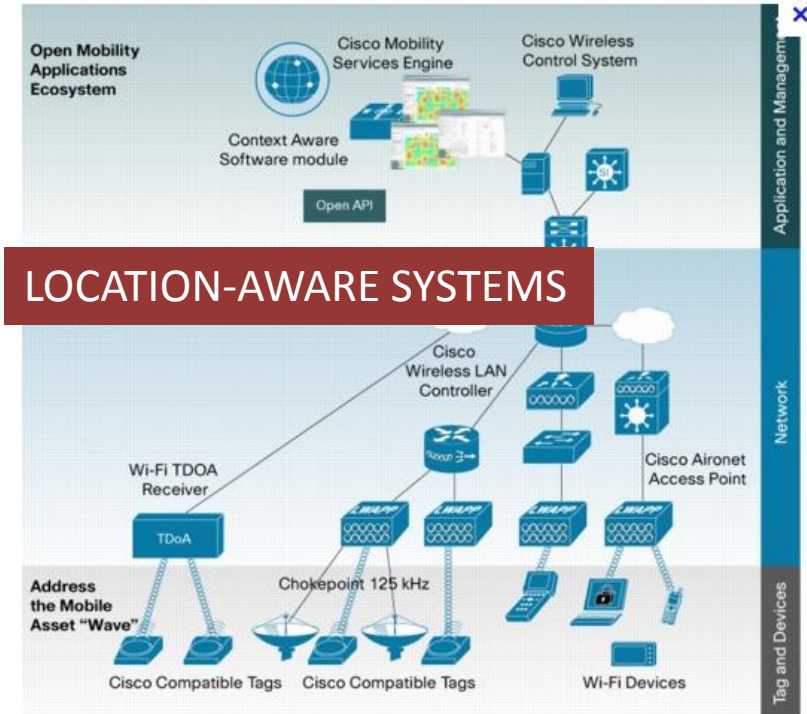 Open Mobility
Applications
Ecosystem
Cisco Mobility
Services Engine
Cisco Wireless
Control System
Context Aware
Software module
Open API
SI
Application and Management
LOCATION-AWARE SYSTEMS
Cisco
Wireless LAN
Controller
Network
Wi-Fi TDOA
Receiver
Cisco Aironet
Access Point
TDoA
LWAPP
LWAPP
LWAPP
LWAPP
Address
the Mobile
Asset "Wave"
Chokepoint 125 kHz
Cisco Compatible Tags
Cisco Compatible Tags
Wi-Fi Devices
Tag and Devices